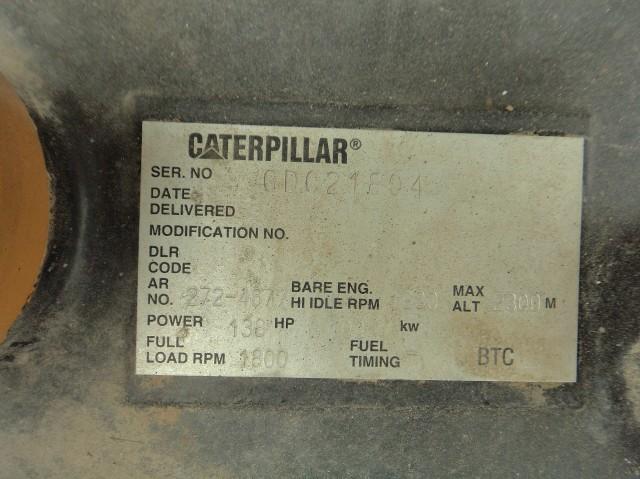 CATERPILLAR®
SER. NO
DATE
DELIVERED
MODIFICATION NO.
DLR
CODE
AR
NO. BARE ENG. HI IDLE RPM MAX ALT 2300 M
POWER 138 HP kw
FULL
LOAD RPM 1800 FUEL TIMING BTC